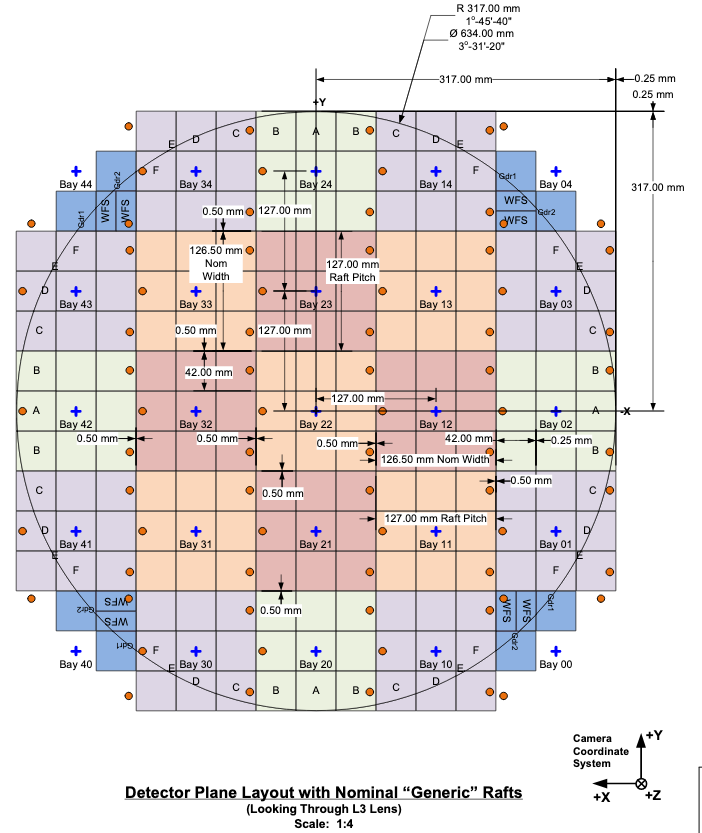 R 317.00 mm
1°-45'-40"
Ø 634.00 mm
3°-31'-20"
317.00 mm
0.25 mm
0.25 mm
+Y
E D C B A B C D E
F F
Bay 44 Bay 34 Bay 24 Bay 14 Bay 04
Gdr2 Gdr1
Gdr1 WFS WFS
WFS
WFS
Gdr2
317.00 mm
0.50 mm
127.00 mm
126.50 mm
Nom
Width
127.00 mm
Raft Pitch
F F
E E
D D
Bay 43 Bay 33 Bay 23 Bay 13 Bay 03
C C
0.50 mm
127.00 mm
42.00 mm
B B
127.00 mm
A A
-X
Bay 42 Bay 32 Bay 22 Bay 12 Bay 02
B B
0.50 mm
0.50 mm
0.50 mm
42.00 mm
0.25 mm
126.50 mm Nom Width
0.50 mm
0.50 mm
C C
127.00 mm Raft Pitch
D D
Bay 41 Bay 31 Bay 21 Bay 11 Bay 01
E E
F F
0.50 mm
Gdr2 WFS
WFS
Gdr1
WFS WFS Gdr1
Gdr2
F F
Bay 40 Bay 30 Bay 20 Bay 10 Bay 00
E D C B A B C D E
Camera
Coordinate
System
+Y
+X
+Z
Detector Plane Layout with Nominal “Generic” Rafts
(Looking Through L3 Lens)
Scale: 1:4